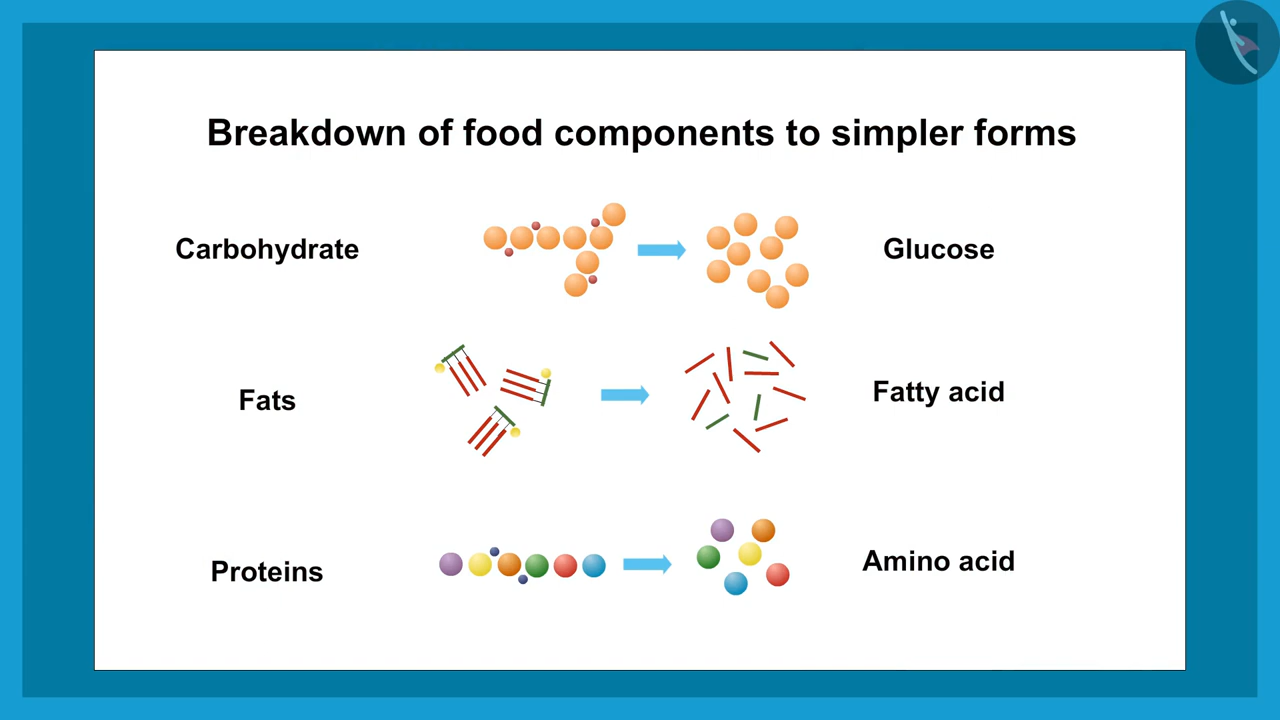 Breakdown of food components to simpler forms
Carbohydrate
Glucose
Fats
Fatty acid
Proteins
Amino acid